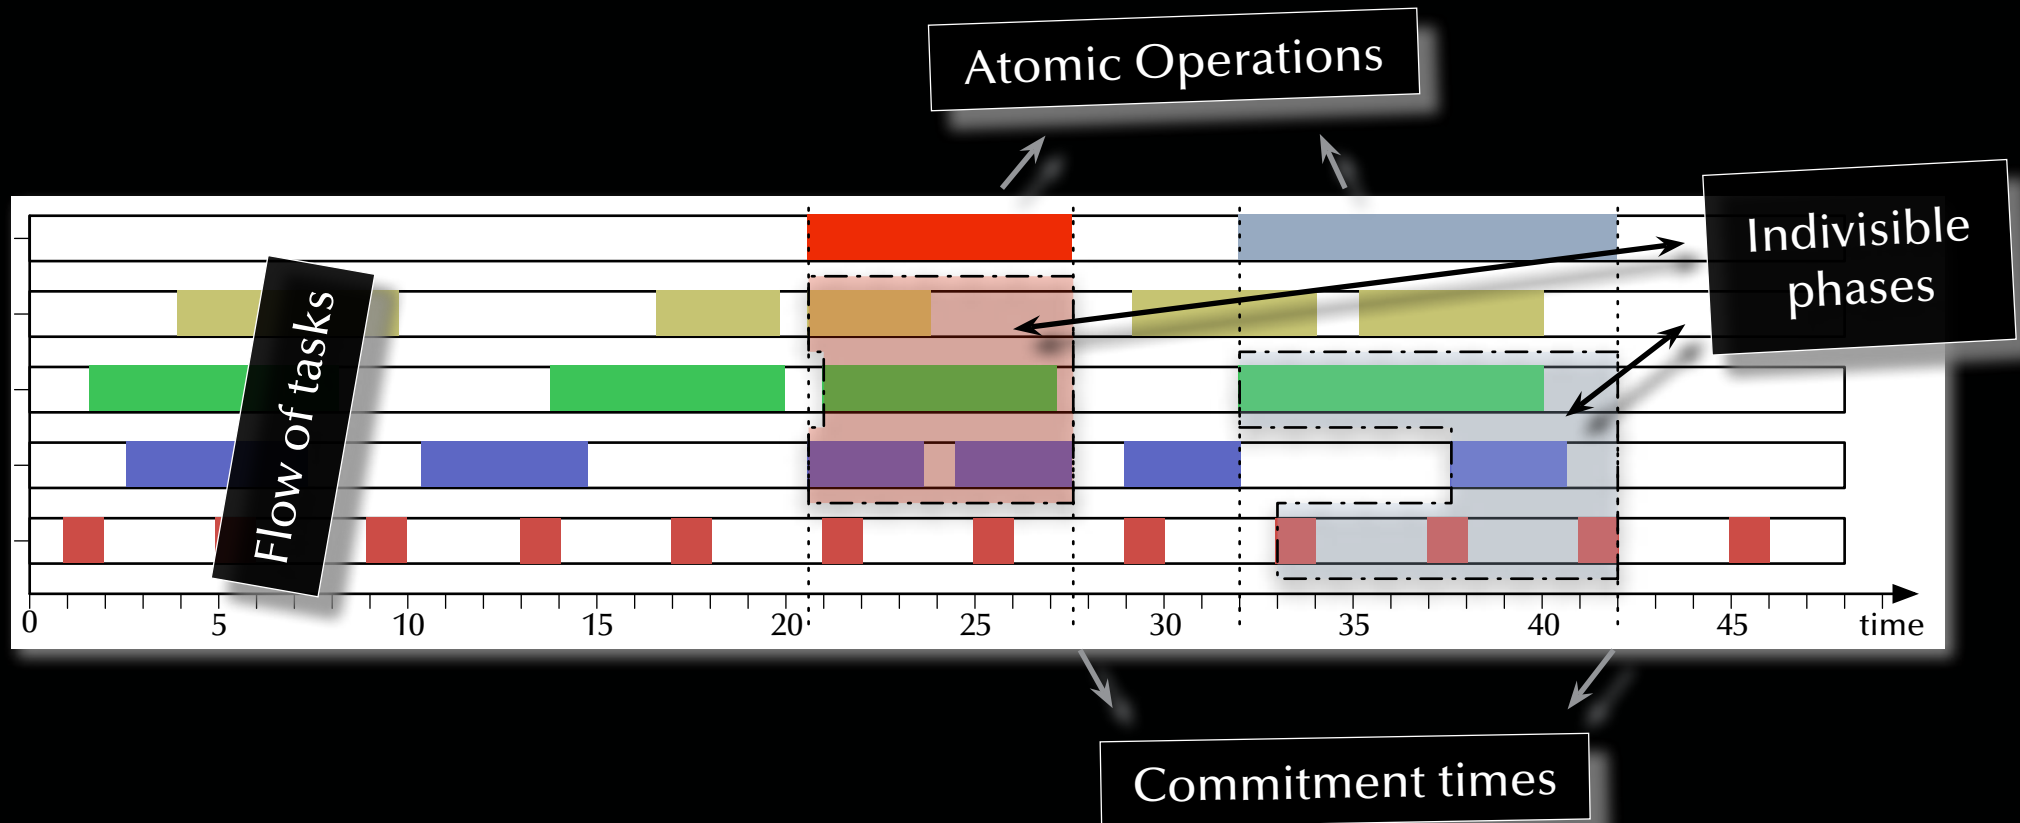 Atomic Operations
Indivisible
phases
Flow of tasks
0 5 10 15 20 25 30 35 40 45 time
Commitment times